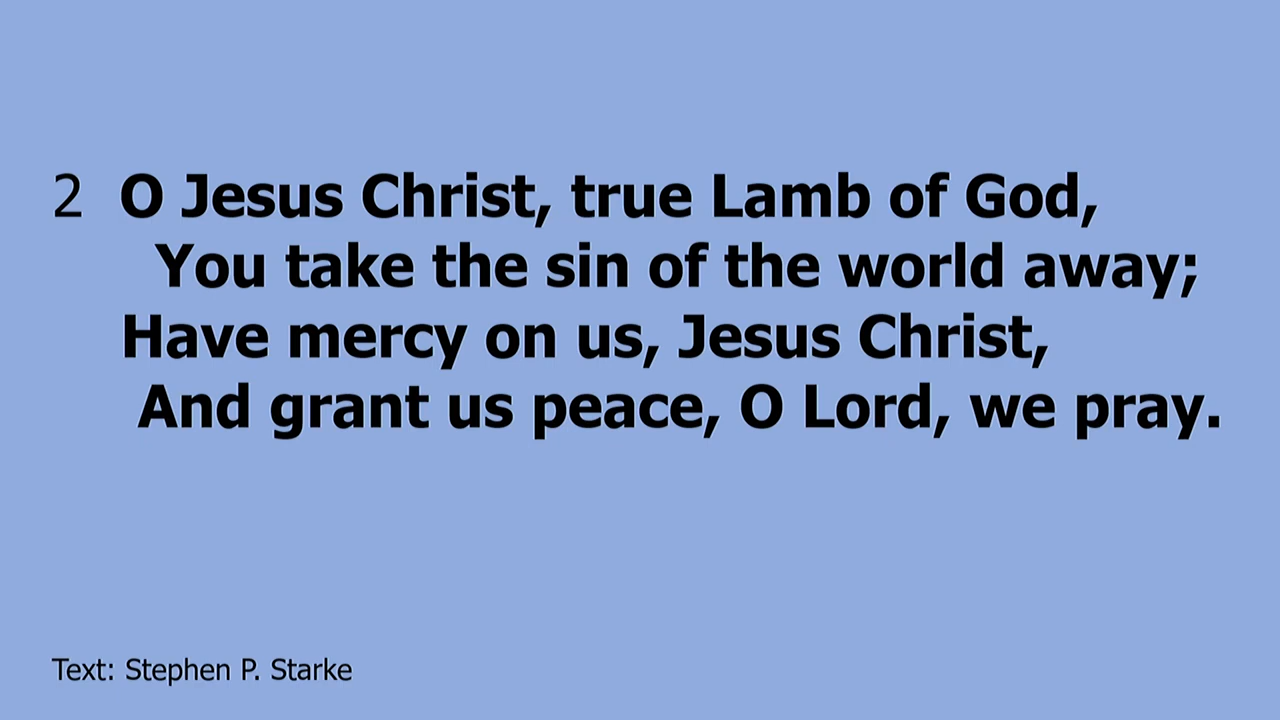 2 O Jesus Christ, true Lamb of God,
You take the sin of the world away;
Have mercy on us, Jesus Christ,
And grant us peace, O Lord, we pray.
Text: Stephen P. Starke